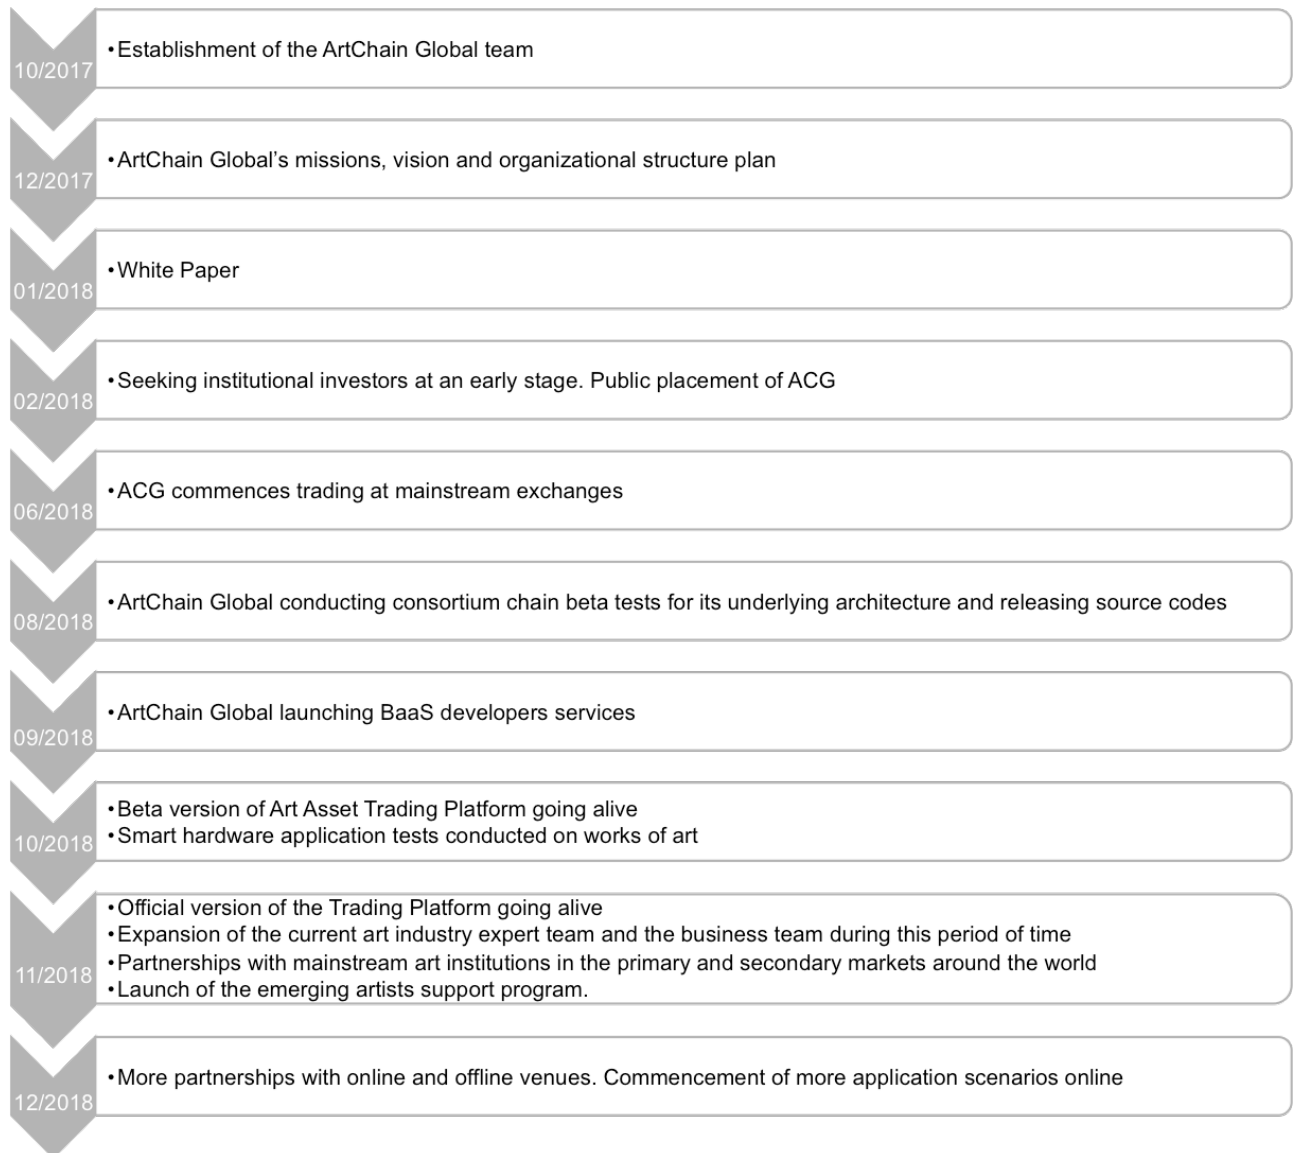 10/2017
•Establishment of the ArtChain Global team
12/2017
•ArtChain Global’s missions, vision and organizational structure plan
01/2018
•White Paper
02/2018
•Seeking institutional investors at an early stage. Public placement of ACG
06/2018
•ACG commences trading at mainstream exchanges
08/2018
•ArtChain Global conducting consortium chain beta tests for its underlying architecture and releasing source codes
09/2018
•ArtChain Global launching BaaS developers services
10/2018
•Beta version of Art Asset Trading Platform going alive
•Smart hardware application tests conducted on works of art
11/2018
•Official version of the Trading Platform going alive
•Expansion of the current art industry expert team and the business team during this period of time
•Partnerships with mainstream art institutions in the primary and secondary markets around the world
•Launch of the emerging artists support program.
12/2018
•More partnerships with online and offline venues. Commencement of more application scenarios online